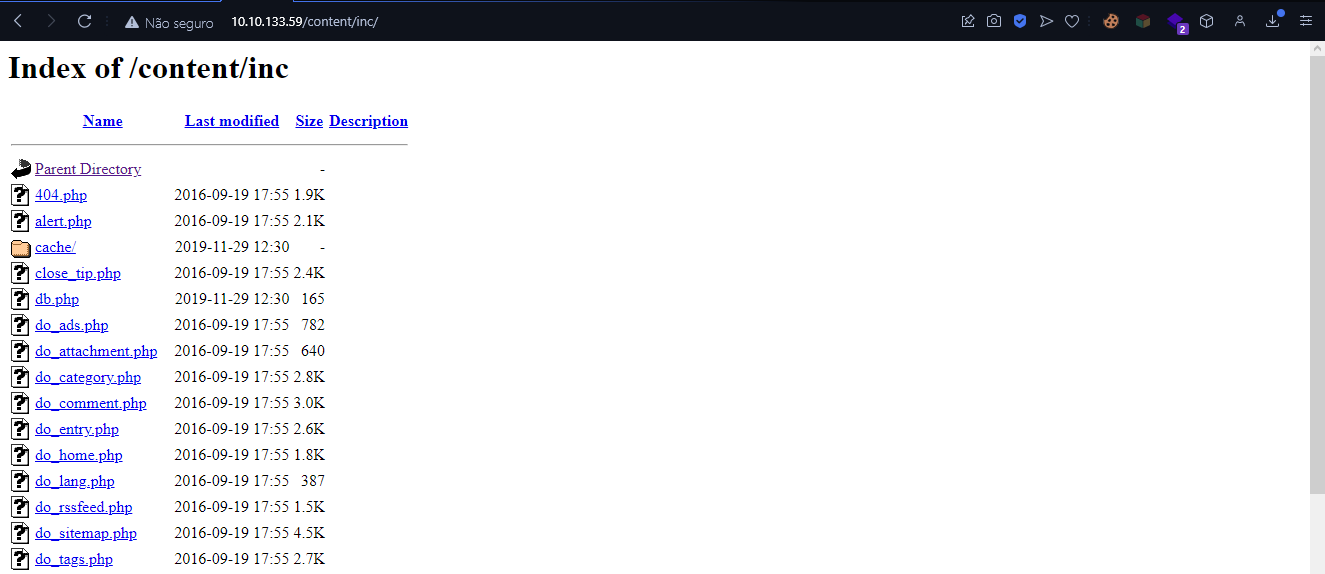 Não seguro 10.10.133.59/content/inc/
2
Index of /content/inc
Name Last modified Size Description
Parent Directory -
404.php 2016-09-19 17:55 1.9K
alert.php 2016-09-19 17:55 2.1K
cache/ 2019-11-29 12:30 -
close_tip.php 2016-09-19 17:55 2.4K
db.php 2019-11-29 12:30 165
do_ads.php 2016-09-19 17:55 782
do_attachment.php 2016-09-19 17:55 640
do_category.php 2016-09-19 17:55 2.8K
do_comment.php 2016-09-19 17:55 3.0K
do_entry.php 2016-09-19 17:55 2.6K
do_home.php 2016-09-19 17:55 1.8K
do_lang.php 2016-09-19 17:55 387
do_rssfeed.php 2016-09-19 17:55 1.5K
do_sitemap.php 2016-09-19 17:55 4.5K
do_tags.php 2016-09-19 17:55 2.7K